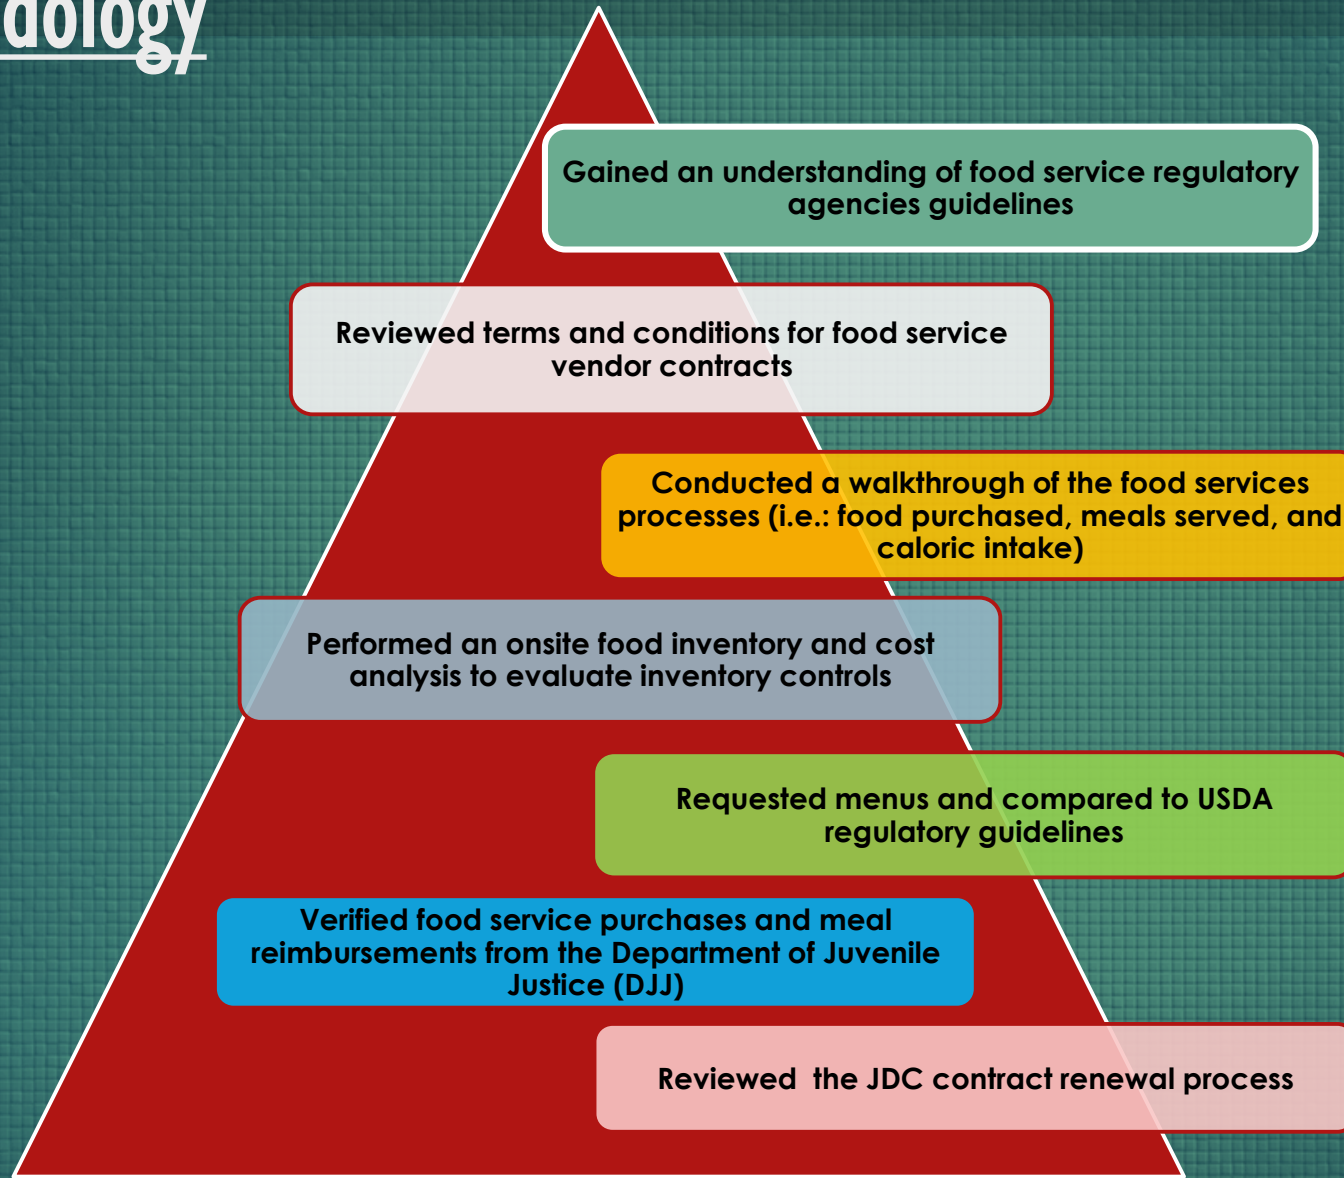 dology
Gained an understanding of food service regulatory
agencies guidelines
Reviewed terms and conditions for food service
vendor contracts
Conducted a walkthrough of the food services
processes (i.e.: food purchased, meals served, and
caloric intake)
Performed an onsite food inventory and cost
analysis to evaluate inventory controls
Requested menus and compared to USDA
regulatory guidelines
Verified food service purchases and meal
reimbursements from the Department of Juvenile
Justice (DJJ)
Reviewed  the JDC contract renewal process